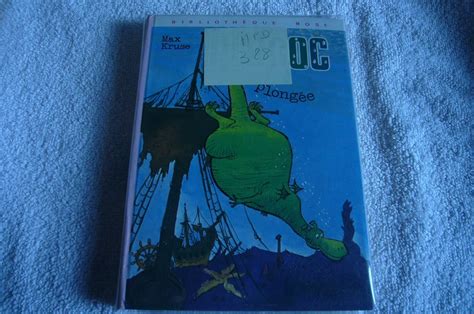 BIBLIOTHÈQUE ROSE
Max
Kruse
OC
388
plongée